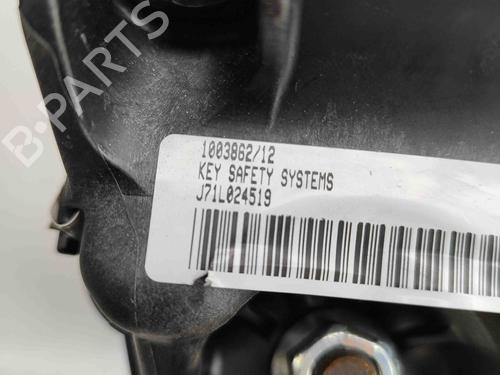 B-PARTS
1003862/12
KEY SAFETY SYSTEMS
J71L024519